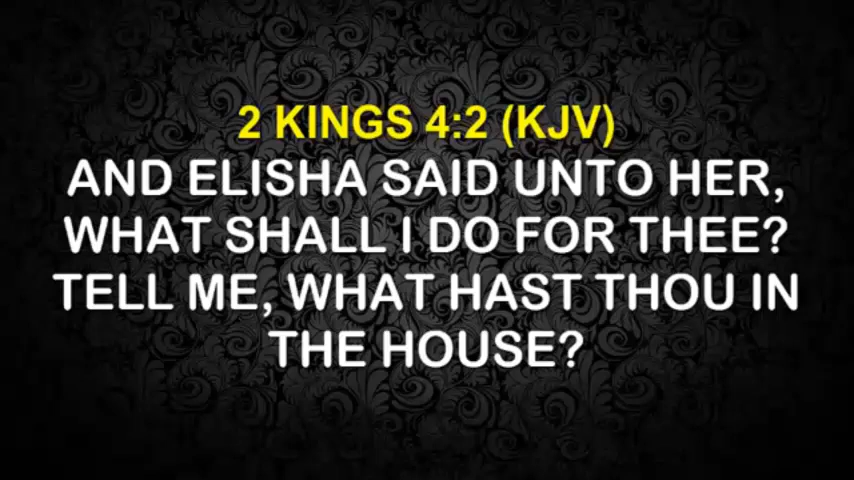 2 KINGS 4:2 (KJV)
AND ELISHA SAID UNTO HER,
WHAT SHALL I DO FOR THEE?
TELL ME, WHAT HAST THOU IN
THE HOUSE?